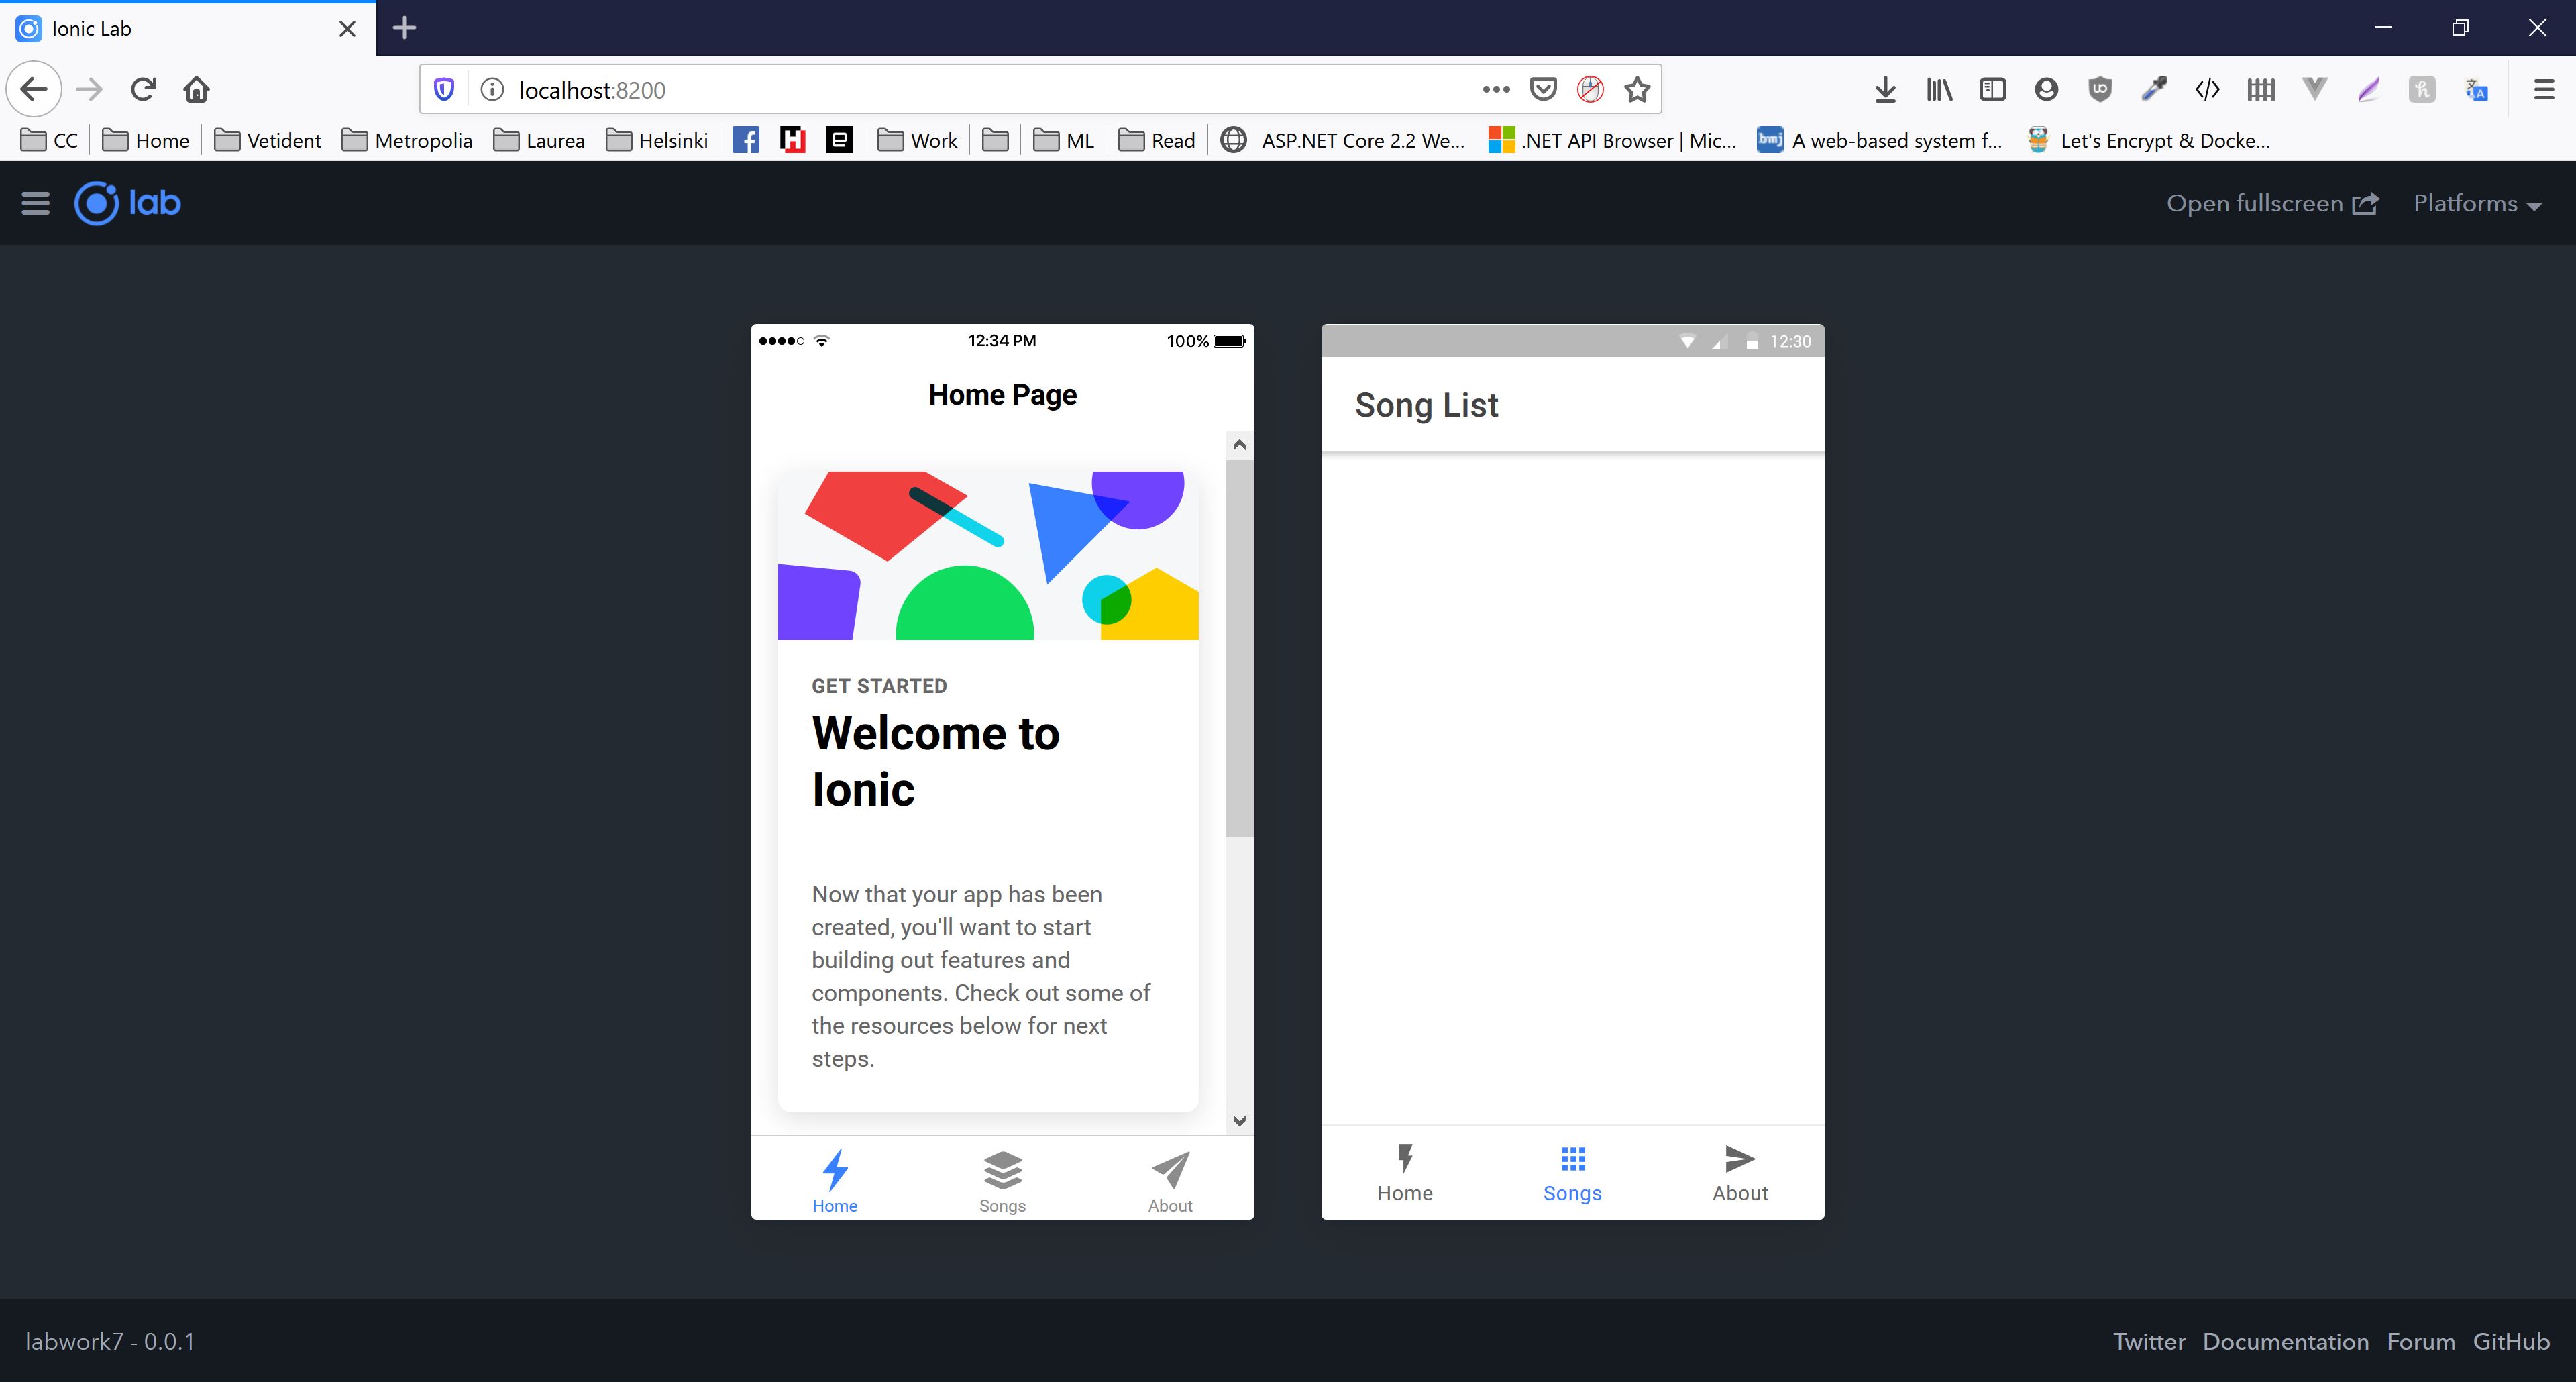 Ionic Lab
localhost:8200
CC Home Vetident Metropolia Laurea Helsinki Work ML Read ASP.NET Core 2.2 We... .NET API Browser | Mic... bmj A web-based system f... Let's Encrypt & Docke...
lab
Open fullscreen Platforms
12:34 PM 100%
Home Page
GET STARTED
Welcome to
Ionic
Now that your app has been
created, you'll want to start
building out features and
components. Check out some of
the resources below for next
steps.
Home Songs About
12:30
Song List
Home Songs About
labwork7 - 0.0.1
Twitter Documentation Forum GitHub